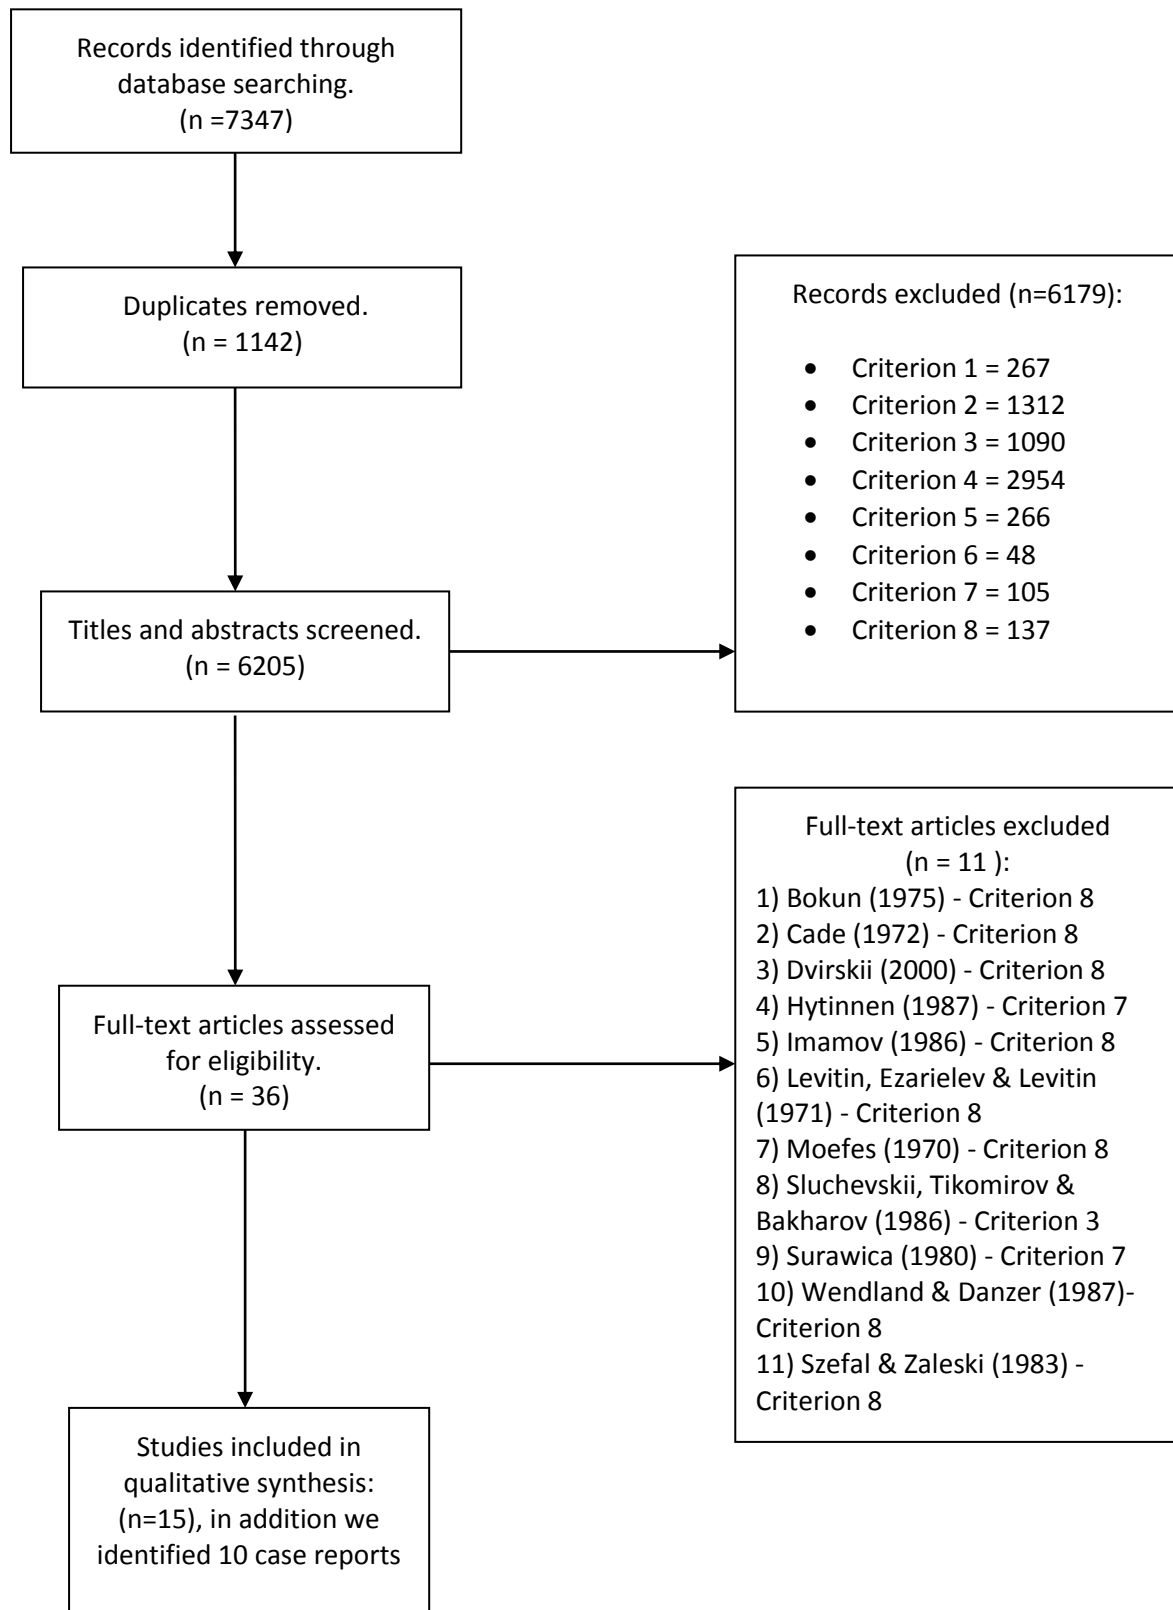 Records identified through
database searching.
(n =7347)
Duplicates removed.
(n = 1142)
Records excluded (n=6179):
• Criterion 1 = 267
• Criterion 2 = 1312
• Criterion 3 = 1090
• Criterion 4 = 2954
• Criterion 5 = 266
• Criterion 6 = 48
• Criterion 7 = 105
• Criterion 8 = 137
Titles and abstracts screened.
(n = 6205)
Full-text articles excluded
(n = 11 ):
1) Bokun (1975) - Criterion 8
2) Cade (1972) - Criterion 8
3) Dvirskii (2000) - Criterion 8
4) Hytinnen (1987) - Criterion 7
5) Imamov (1986) - Criterion 8
6) Levitin, Ezarielev & Levitin
(1971) - Criterion 8
7) Moefes (1970) - Criterion 8
8) Sluchevskii, Tikomirov &
Bakharov (1986) - Criterion 3
9) Surawica (1980) - Criterion 7
10) Wendland & Danzer (1987)-
Criterion 8
11) Szefal & Zaleski (1983) -
Criterion 8
Full-text articles assessed
for eligibility.
(n = 36)
Studies included in
qualitative synthesis:
(n=15), in addition we
identified 10 case reports